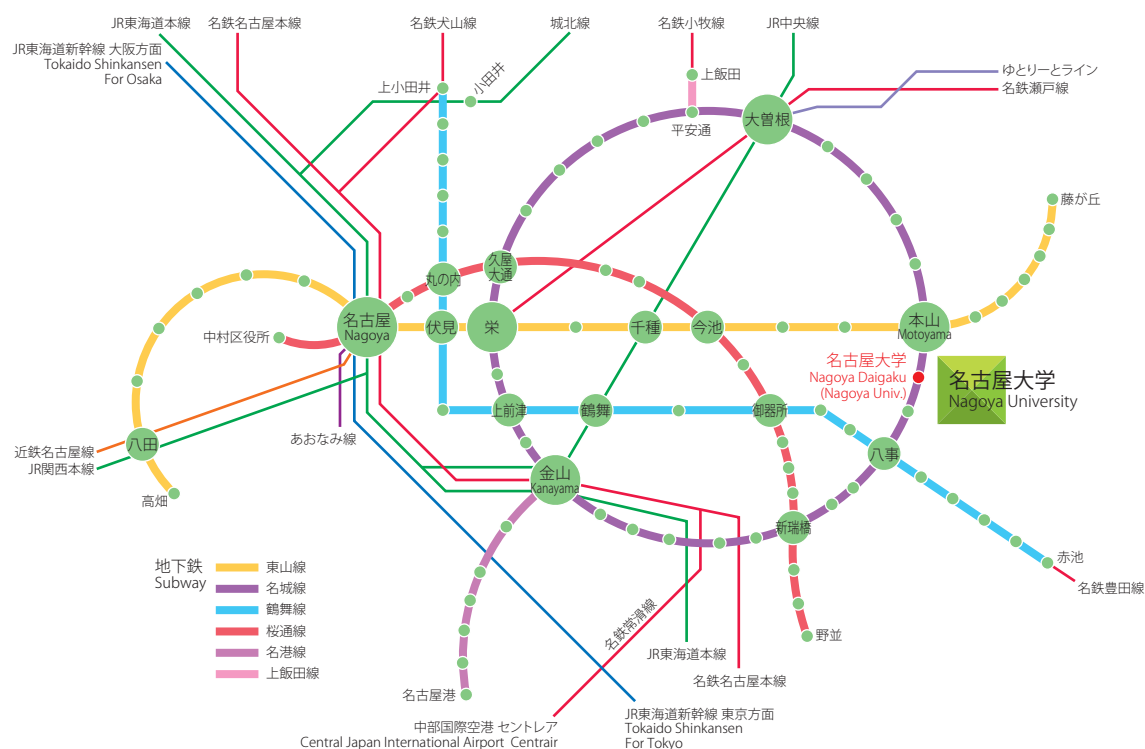 JR東海道本線
名鉄名古屋本線
名鉄犬山線
城北線
名鉄小牧線
JR中央線
JR東海道新幹線 大阪方面
Tokaido Shinkansen
For Osaka
上小田井
小田井
上飯田
ゆとりーとライン
名鉄瀬戸線
大曽根
平安通
藤が丘
久屋
大通
丸の内
名古屋
Nagoya
伏見
栄
千種
今池
本山
Motoyama
中村区役所
名古屋大学
Nagoya Daigaku
(Nagoya Univ.)
名古屋大学
Nagoya University
上前津
鶴舞
御器所
あおなみ線
八田
近鉄名古屋線
JR関西本線
八事
高畑
金山
Kanayama
新瑞橋
赤池
名鉄豊田線
地下鉄
Subway
東山線
名城線
鶴舞線
桜通線
名港線
上飯田線
名鉄常滑線
野並
JR東海道本線
名鉄名古屋本線
名古屋港
中部国際空港 セントレア
Central Japan International Airport Centrair
JR東海道新幹線 東京方面
Tokaido Shinkansen
For Tokyo